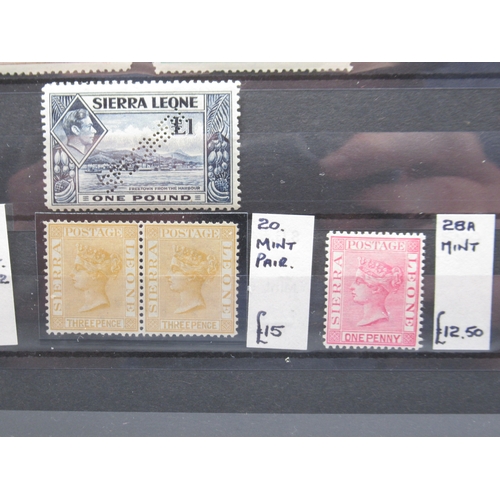 SIERRA LEONE
£1
FREETOWN FROM THE HARBOUR
ONE POUND
2
SIERRA
POSTAGE
LEONE
THREE PENCE
SIERRA
POSTAGE
LEONE
THREE PENCE
20.
MINT
PAIR.
£15
SIERRA
POSTAGE
LEONE
ONE PENNY
28A
MINT
£12.50